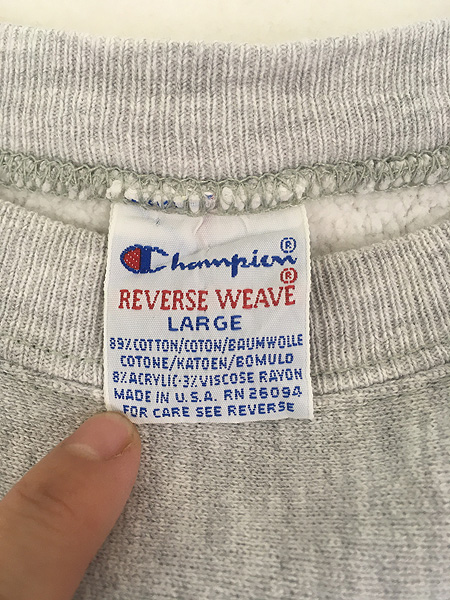 Champion®
®
REVERSE WEAVE
LARGE
89% COTTON/COTON/BAUMWOLLE
COTONE/KATOEN/BOMULD
8% ACRYLIC·3% VISCOSE RAYON
MADE IN U.S.A. RN 26094
FOR CARE SEE REVERSE